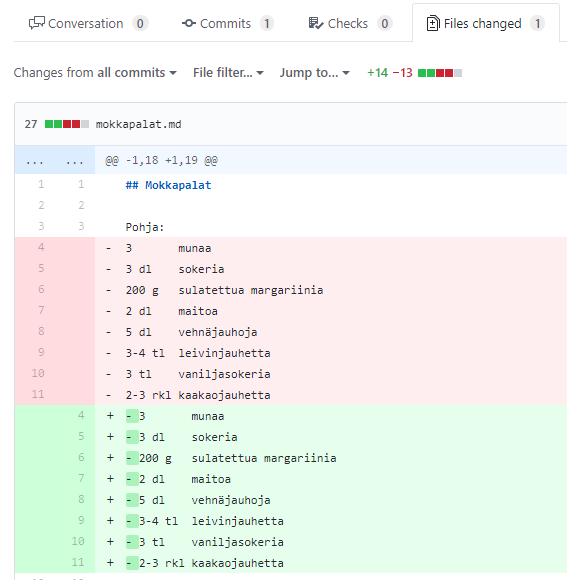 Conversation 0 Commits 1 Checks 0 Files changed 1
Changes from all commits File filter... Jump to... +14 −13
27 mokkapalat.md
... ... @@ -1,18 +1,19 @@
1 1 ## Mokkapalat
2 2
3 3 Pohja:
4 - 3 munaa
5 - 3 dl sokeria
6 - 200 g sulatettua margariinia
7 - 2 dl maitoa
8 - 5 dl vehnäjauhoja
9 - 3-4 tl leivinjauhetta
10 - 3 tl vaniljasokeria
11 - 2-3 rkl kaakaojauhetta
4 + - 3 munaa
5 + - 3 dl sokeria
6 + - 200 g sulatettua margariinia
7 + - 2 dl maitoa
8 + - 5 dl vehnäjauhoja
9 + - 3-4 tl leivinjauhetta
10 + - 3 tl vaniljasokeria
11 + - 2-3 rkl kaakaojauhetta